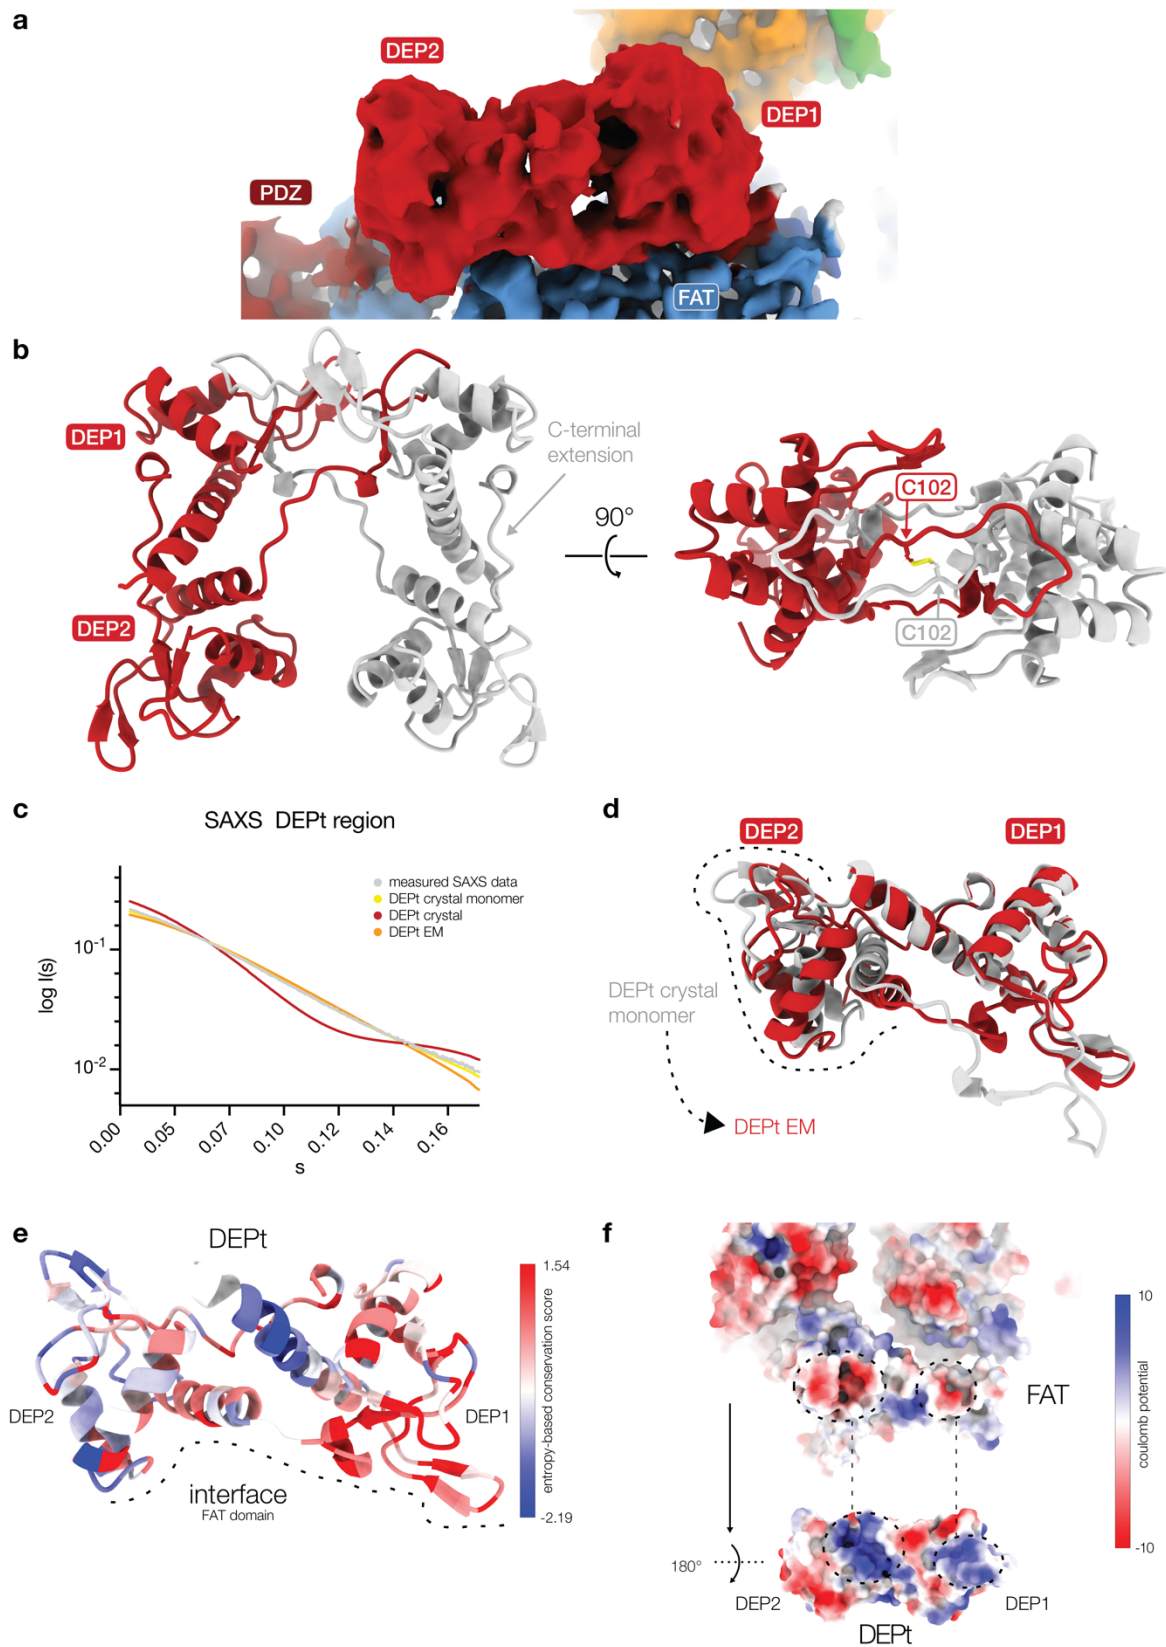 a
DEP2
DEP1
PDZ
FAT
b
DEP1
C-terminal
extension
DEP2
90°
C102
C102
c
SAXS DEPt region
measured SAXS data
DEPt crystal monomer
DEPt crystal
DEPt EM
10-1
10-2
log I(s)
0.00
0.05
0.07
0.10
0.12
0.14
0.16
s
d
DEP2
DEP1
DEPt crystal
monomer
DEPt EM
e
DEPt
1.54
entropy-based conservation score
-2.19
DEP2
DEP1
interface
FAT domain
f
10
FAT
coulomb potential
-10
180°
DEP2
DEP1
DEPt